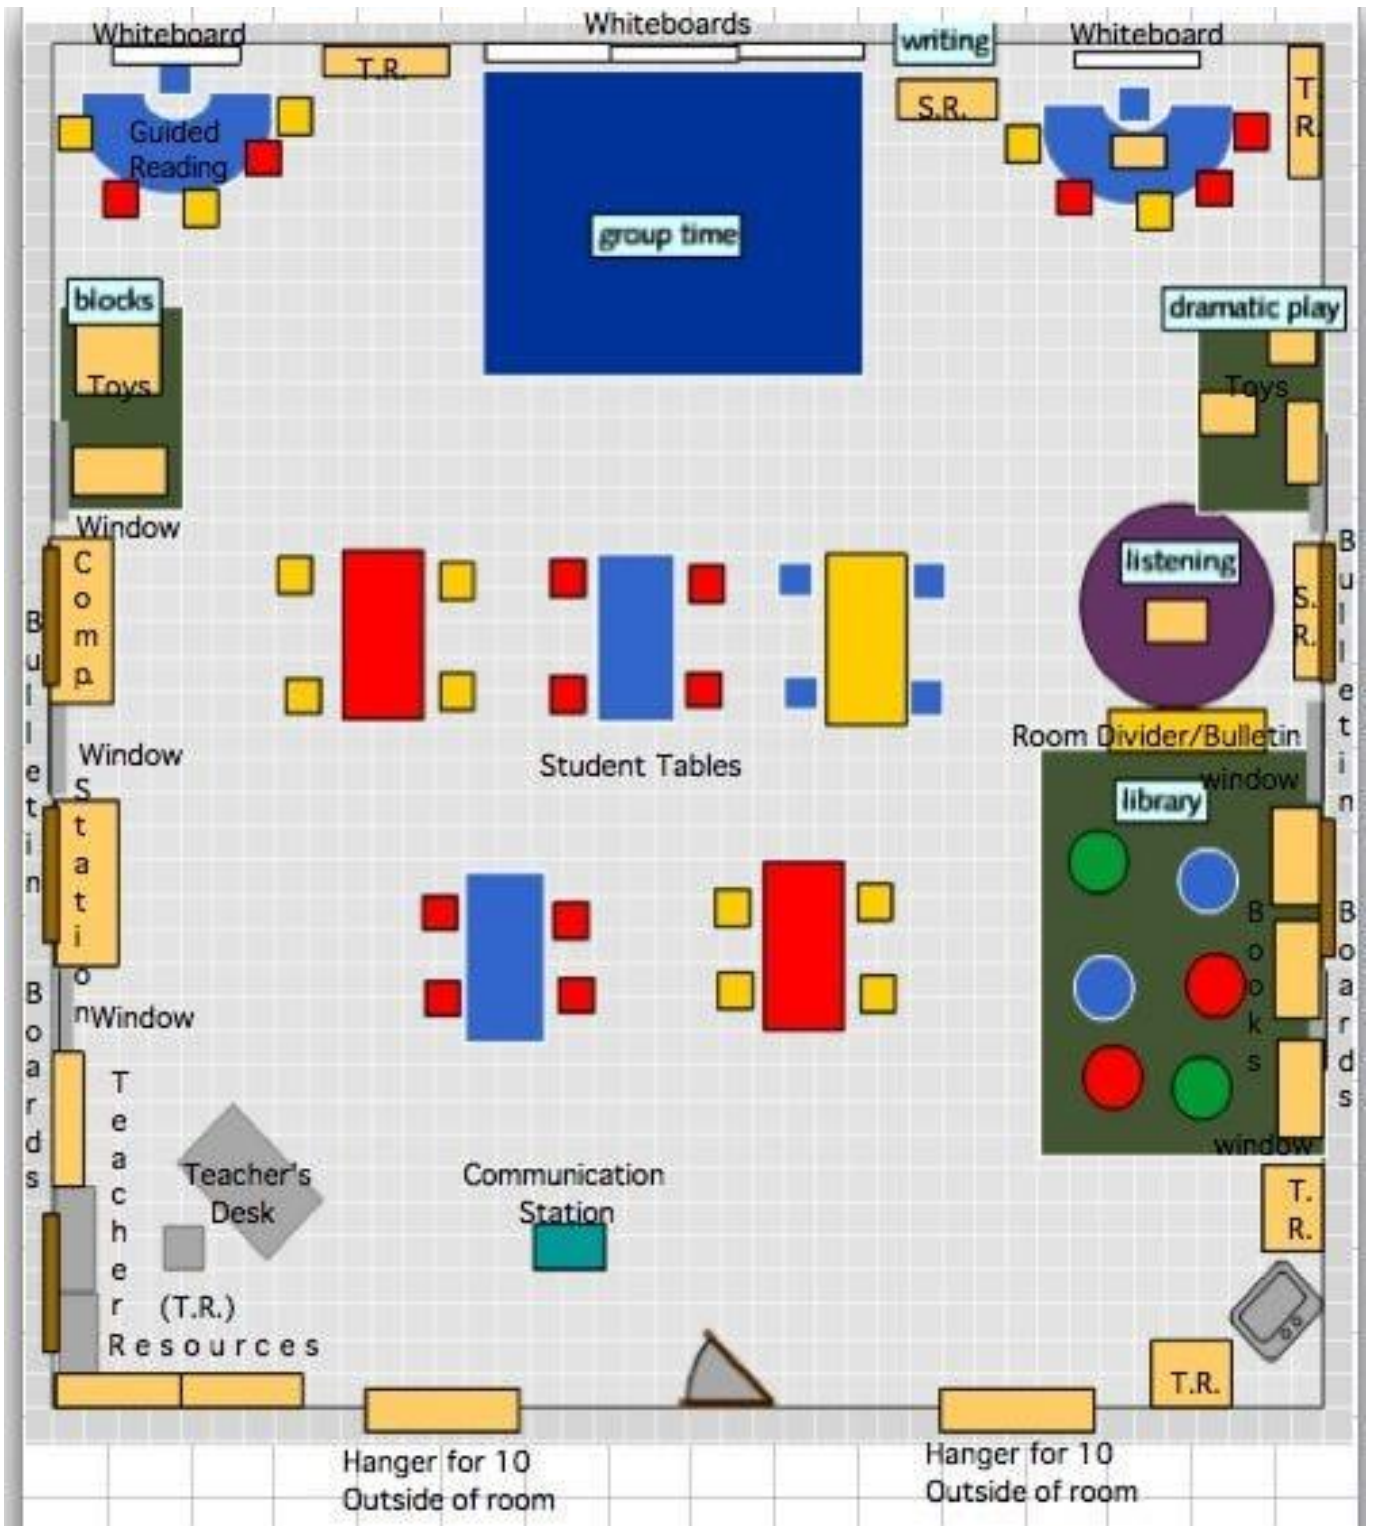 Whiteboard
Whiteboards
writing
Whiteboard
T.R.
S.R.
T.
R.
Guided
Reading
group time
blocks
dramatic play
Toys
Toys
Window
listening
Comp.
S.
R.
Bulletin
Bulletin
Room Divider/Bulletin
Window
Student Tables
window
library
Station
Books
Boards
Boards
Window
window
Teacher
Teacher's
Desk
Communication
Station
T.
R.
(T.R.)
Resources
T.R.
Hanger for 10
Outside of room
Hanger for 10
Outside of room